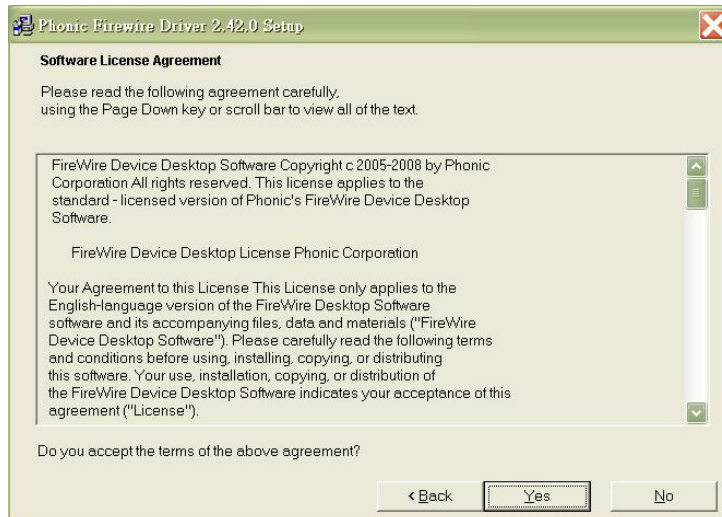 Phonic Firewire Driver 2.42.0 Setup
Software License Agreement
Please read the following agreement carefully,
using the Page Down key or scroll bar to view all of the text.
FireWire Device Desktop Software Copyright c 2005-2008 by Phonic
Corporation All rights reserved. This license applies to the
standard - licensed version of Phonic's FireWire Device Desktop
Software.
FireWire Device Desktop License Phonic Corporation
Your Agreement to this License This License only applies to the
English-language version of the FireWire Desktop Software
software and its accompanying files, data and materials ("FireWire
Device Desktop Software"). Please carefully read the following terms
and conditions before using, installing, copying, or distributing
this software. Your use, installation, copying, or distribution of
the FireWire Device Desktop Software indicates your acceptance of this
agreement ("License").
Do you accept the terms of the above agreement?
< Back Yes No